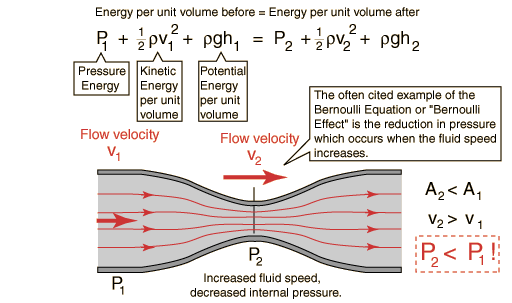 Energy per unit volume before = Energy per unit volume after
P₁ + ½ρv₁² + ρgh₁ = P₂ + ½ρv₂² + ρgh₂
Pressure
Energy
Kinetic
Energy
per unit
volume
Potential
Energy
per unit
volume
The often cited example of the
Bernoulli Equation or "Bernoulli
Effect" is the reduction in pressure
which occurs when the fluid speed
increases.
Flow velocity
v₁
Flow velocity
v₂
A₂ < A₁
v₂ > v₁
P₂ < P₁ !
P₁
P₂
Increased fluid speed,
decreased internal pressure.